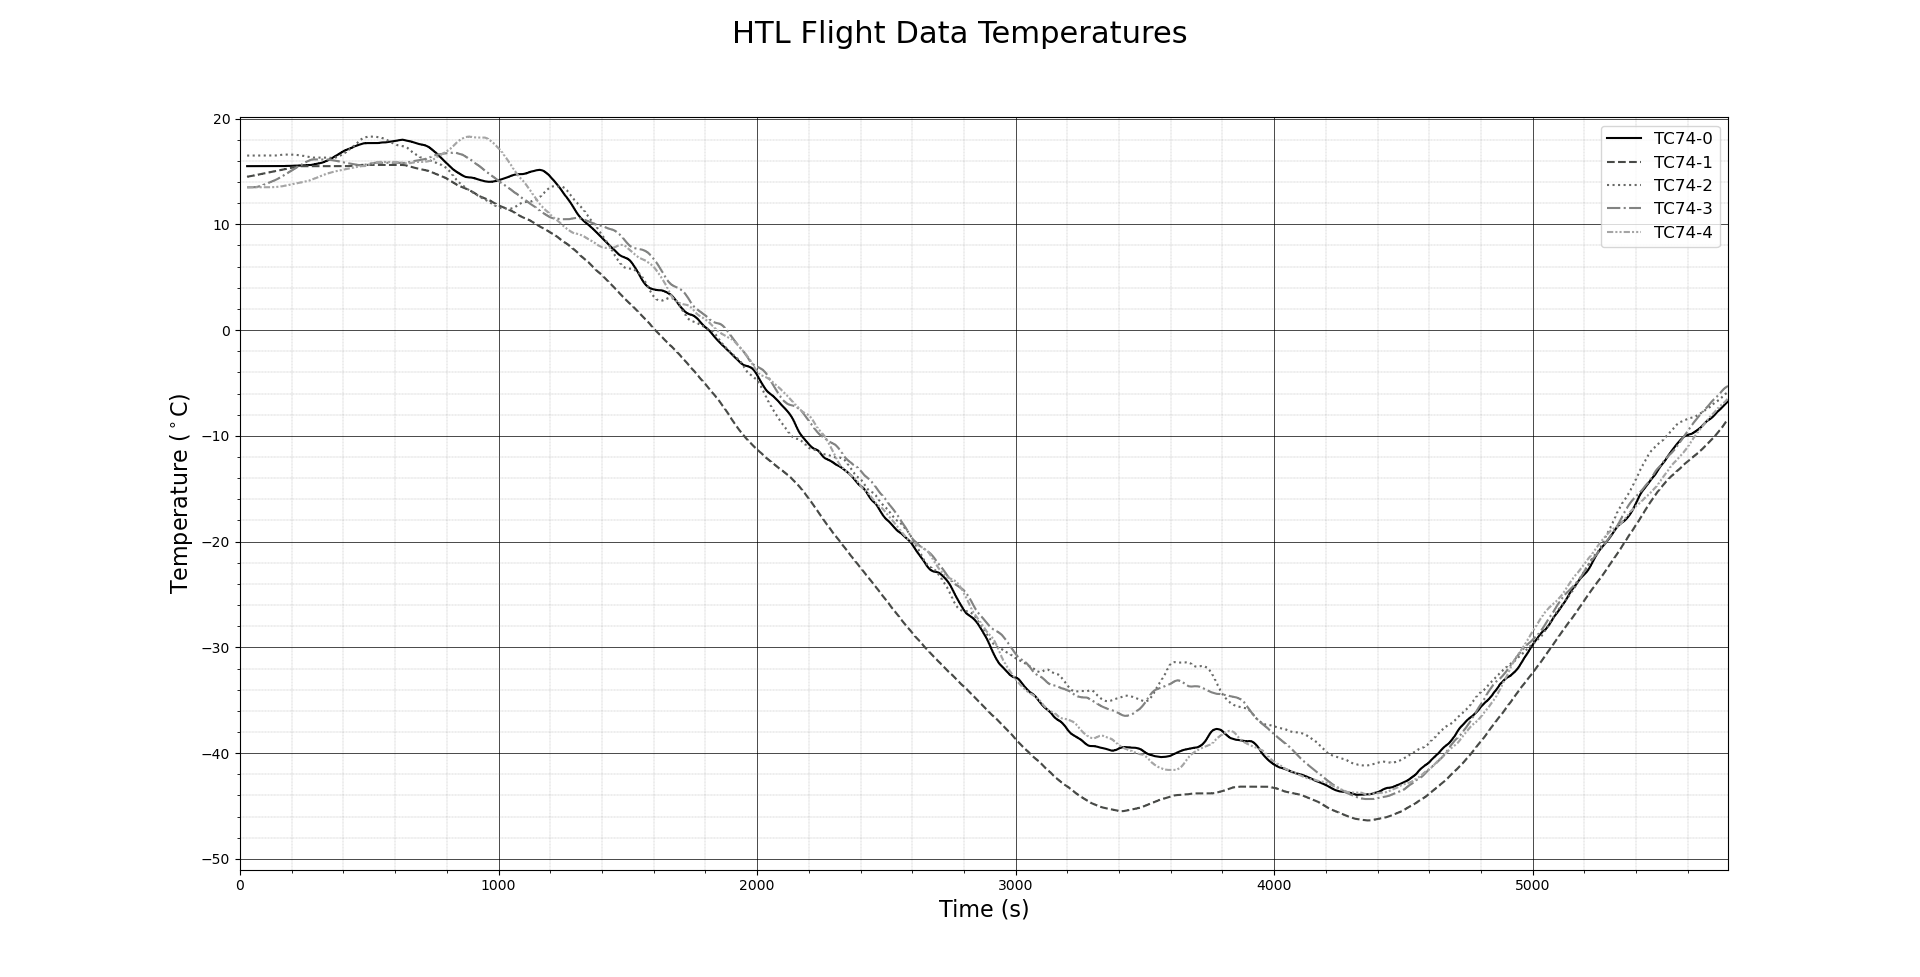 HTL Flight Data Temperatures
20
10
0
−10
−20
−30
−40
−50
Temperature (°C)
TC74-0
TC74-1
TC74-2
TC74-3
TC74-4
0
1000
2000
3000
4000
5000
Time (s)